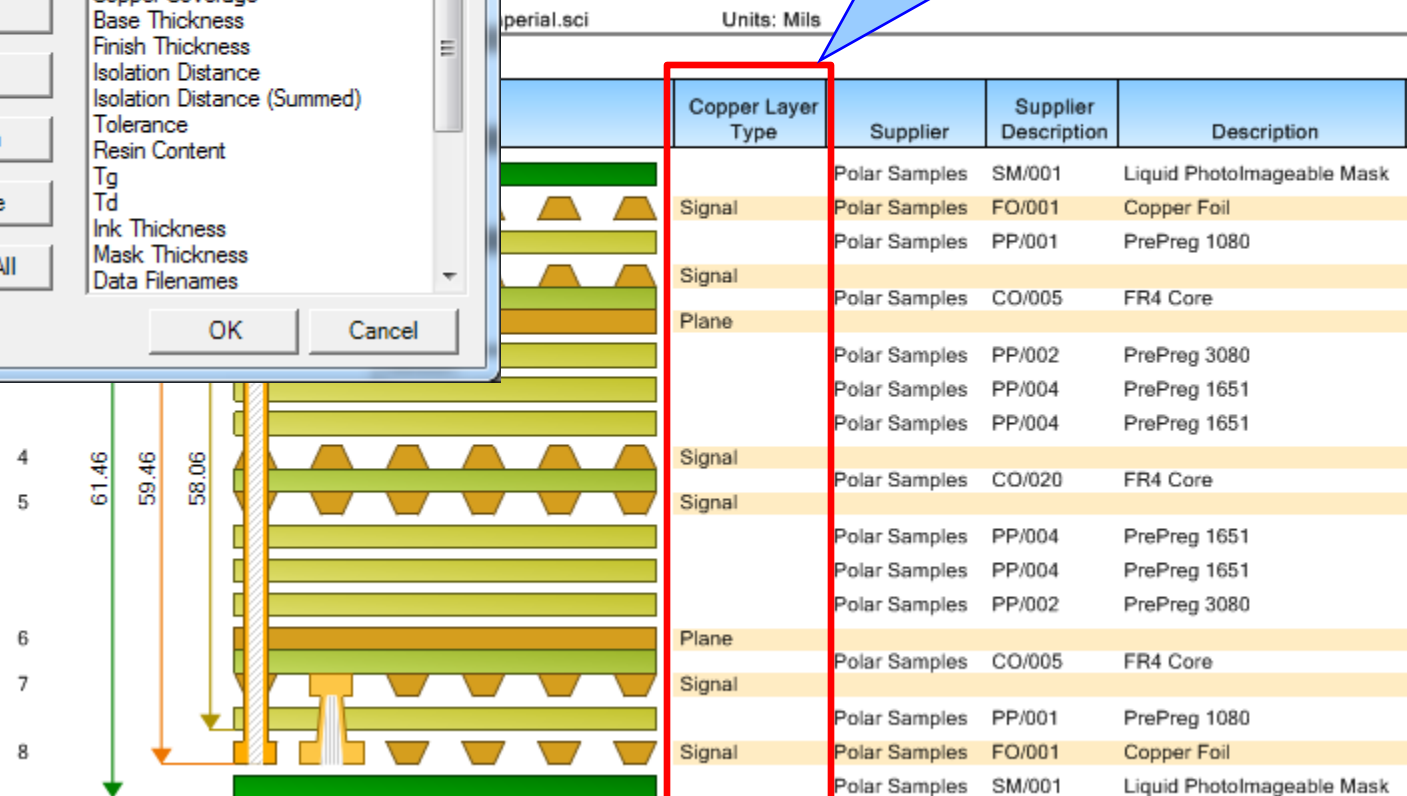 Base Thickness
Finish Thickness
Isolation Distance
Isolation Distance (Summed)
Tolerance
Resin Content
Tg
Td
Ink Thickness
Mask Thickness
Data Filenames
OK Cancel
Units: Mils
Copper Layer Type Supplier Supplier Description Description
Polar Samples SM/001 Liquid PhotoImageable Mask
Signal Polar Samples FO/001 Copper Foil
Polar Samples PP/001 PrePreg 1080
Signal
Polar Samples CO/005 FR4 Core
Plane
Polar Samples PP/002 PrePreg 3080
Polar Samples PP/004 PrePreg 1651
Polar Samples PP/004 PrePreg 1651
4 Signal
61.46 59.46 58.06
Polar Samples CO/020 FR4 Core
5 Signal
Polar Samples PP/004 PrePreg 1651
Polar Samples PP/004 PrePreg 1651
Polar Samples PP/002 PrePreg 3080
6 Plane
Polar Samples CO/005 FR4 Core
7 Signal
Polar Samples PP/001 PrePreg 1080
8 Signal Polar Samples FO/001 Copper Foil
Polar Samples SM/001 Liquid PhotoImageable Mask